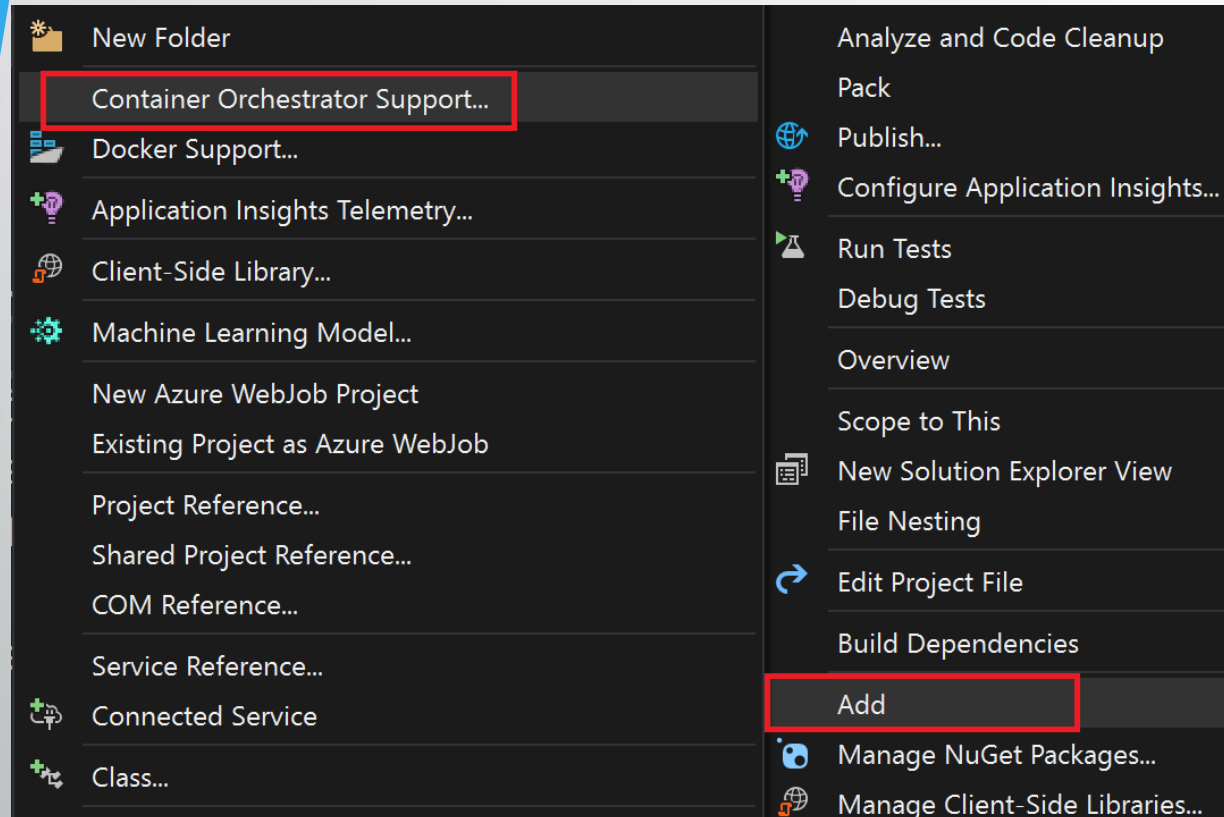 New Folder
Container Orchestrator Support...
Docker Support...
Application Insights Telemetry...
Client-Side Library...
Machine Learning Model...
New Azure WebJob Project
Existing Project as Azure WebJob
Project Reference...
Shared Project Reference...
COM Reference...
Service Reference...
Connected Service
Class...
Analyze and Code Cleanup
Pack
Publish...
Configure Application Insights...
Run Tests
Debug Tests
Overview
Scope to This
New Solution Explorer View
File Nesting
Edit Project File
Build Dependencies
Add
Manage NuGet Packages...
Manage Client-Side Libraries...